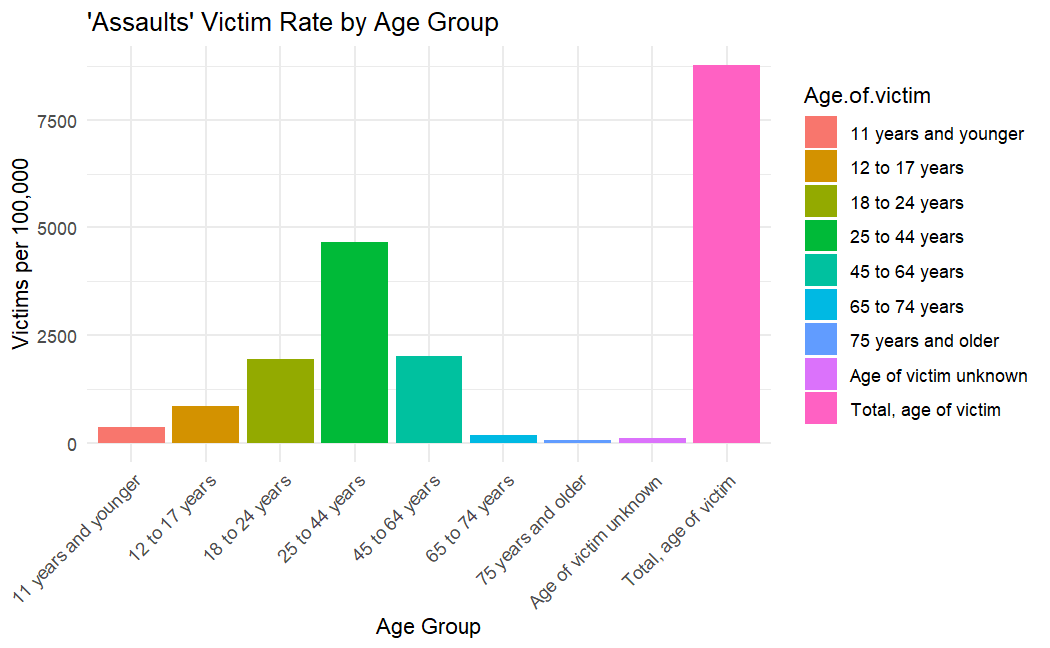 'Assaults' Victim Rate by Age Group
Victims per 100,000
7500
5000
2500
0
11 years and younger
12 to 17 years
18 to 24 years
25 to 44 years
45 to 64 years
65 to 74 years
75 years and older
Age of victim unknown
Total, age of victim
Age Group
Age.of.victim
11 years and younger
12 to 17 years
18 to 24 years
25 to 44 years
45 to 64 years
65 to 74 years
75 years and older
Age of victim unknown
Total, age of victim